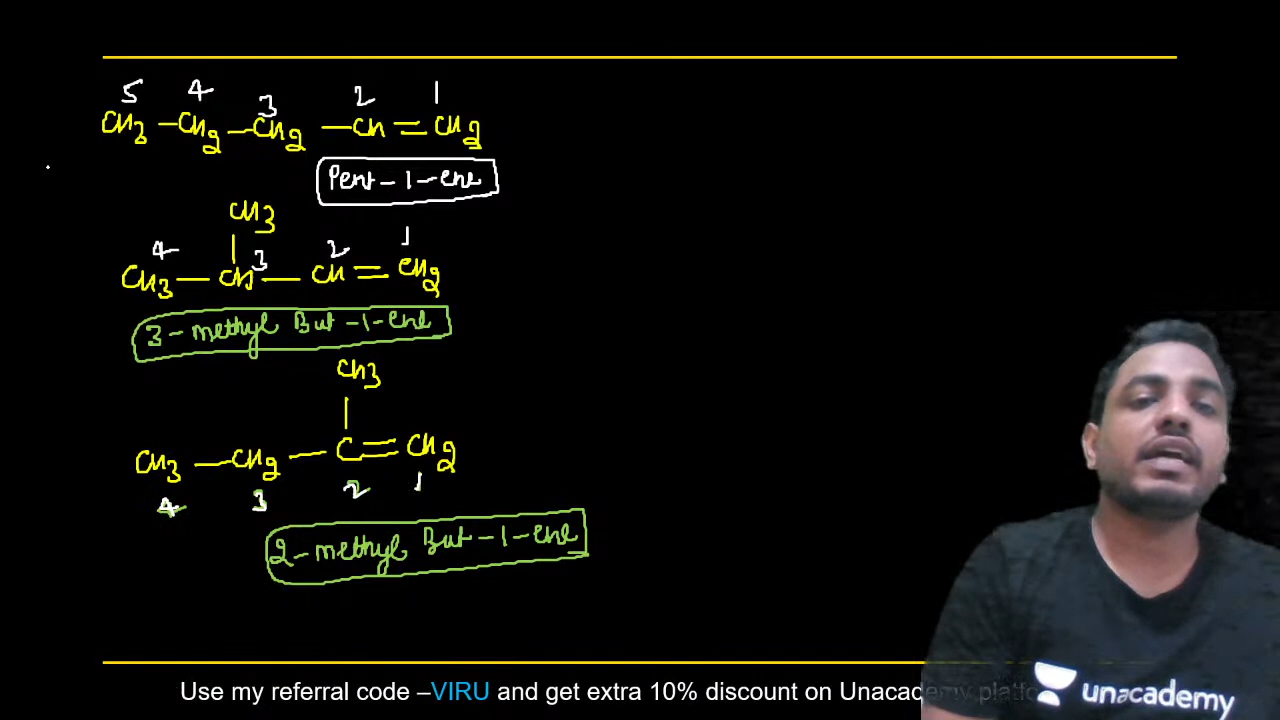 5 4 3 2 1
CH3 — CH2 — CH2 — CH = CH2
Pent-1-ene
CH3
|
4 3 2 1
CH3 — CH — CH = CH2
3-methyl But-1-ene
CH3
|
CH3 — CH2 — C = CH2
4 3 2 1
2-methyl But-1-ene
Use my referral code –VIRU and get extra 10% discount on Unacademy
unacademy